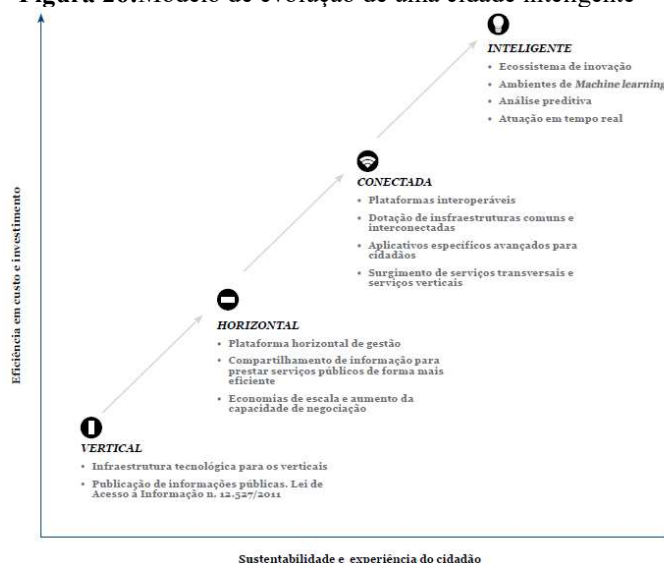 Figura 20.Modelo de evolução de uma cidade inteligente
INTELIGENTE
• Ecossistema de inovação
• Ambientes de Machine learning
• Análise preditiva
• Atuação em tempo real
CONECTADA
• Plataformas interoperáveis
• Dotação de insfraestruturas comuns e
interconectadas
• Aplicativos específicos avançados para
cidadãos
• Surgimento de serviços transversais e
serviços verticais
HORIZONTAL
• Plataforma horizontal de gestão
• Compartilhamento de informação para
prestar serviços públicos de forma mais
eficiente
• Economias de escala e aumento da
capacidade de negociação
VERTICAL
• Infraestrutura tecnológica para os verticais
• Publicação de informações públicas. Lei de
Acesso à Informação n. 12.527/2011
Eficiência em custo e investimento
Sustentabilidade e experiência do cidadão